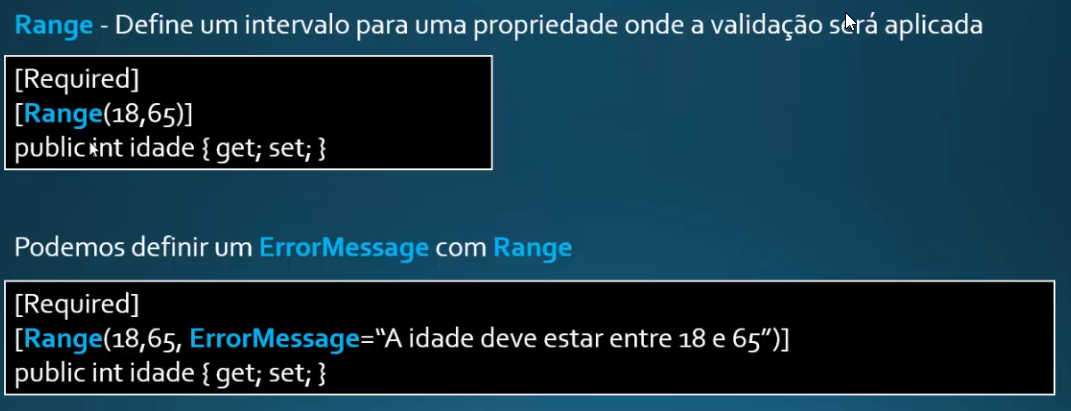 Range - Define um intervalo para uma propriedade onde a validação será aplicada
[Required]
[Range(18,65)]
public int idade { get; set; }
Podemos definir um ErrorMessage com Range
[Required]
[Range(18,65, ErrorMessage=“A idade deve estar entre 18 e 65”)]
public int idade { get; set; }